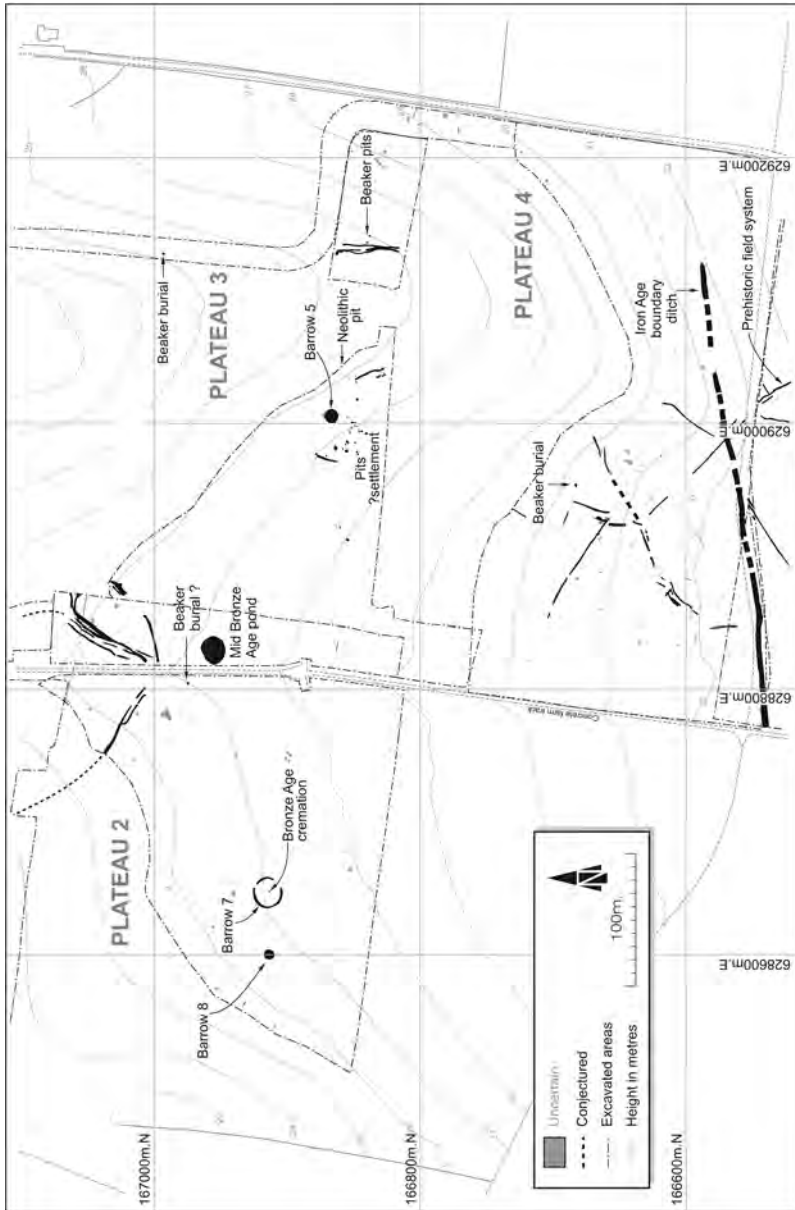 PLATEAU 2
PLATEAU 3
PLATEAU 4
Beaker burial
Beaker pits
Neolithic
pit
Barrow 5
Pits
?settlement
Beaker
burial ?
Mid Bronze
Age pond
Barrow 8
Barrow 7
Bronze Age
cremation
Beaker burial
Iron Age
boundary
ditch
Prehistoric field system
Concrete farm track
167000m.N
166800m.N
166600m.N
628600m.E
628800m.E
629000m.E
629200m.E
Uncertain
Conjectured
Excavated areas
Height in metres
N
100m.